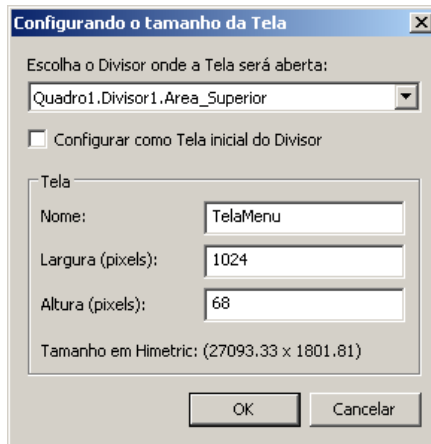 Configurando o tamanho da Tela
Escolha o Divisor onde a Tela será aberta:
Quadro1.Divisor1.Area_Superior
Configurar como Tela inicial do Divisor
Tela
Nome: TelaMenu
Largura (pixels): 1024
Altura (pixels): 68
Tamanho em Himetric: (27093.33 x 1801.81)
OK Cancelar